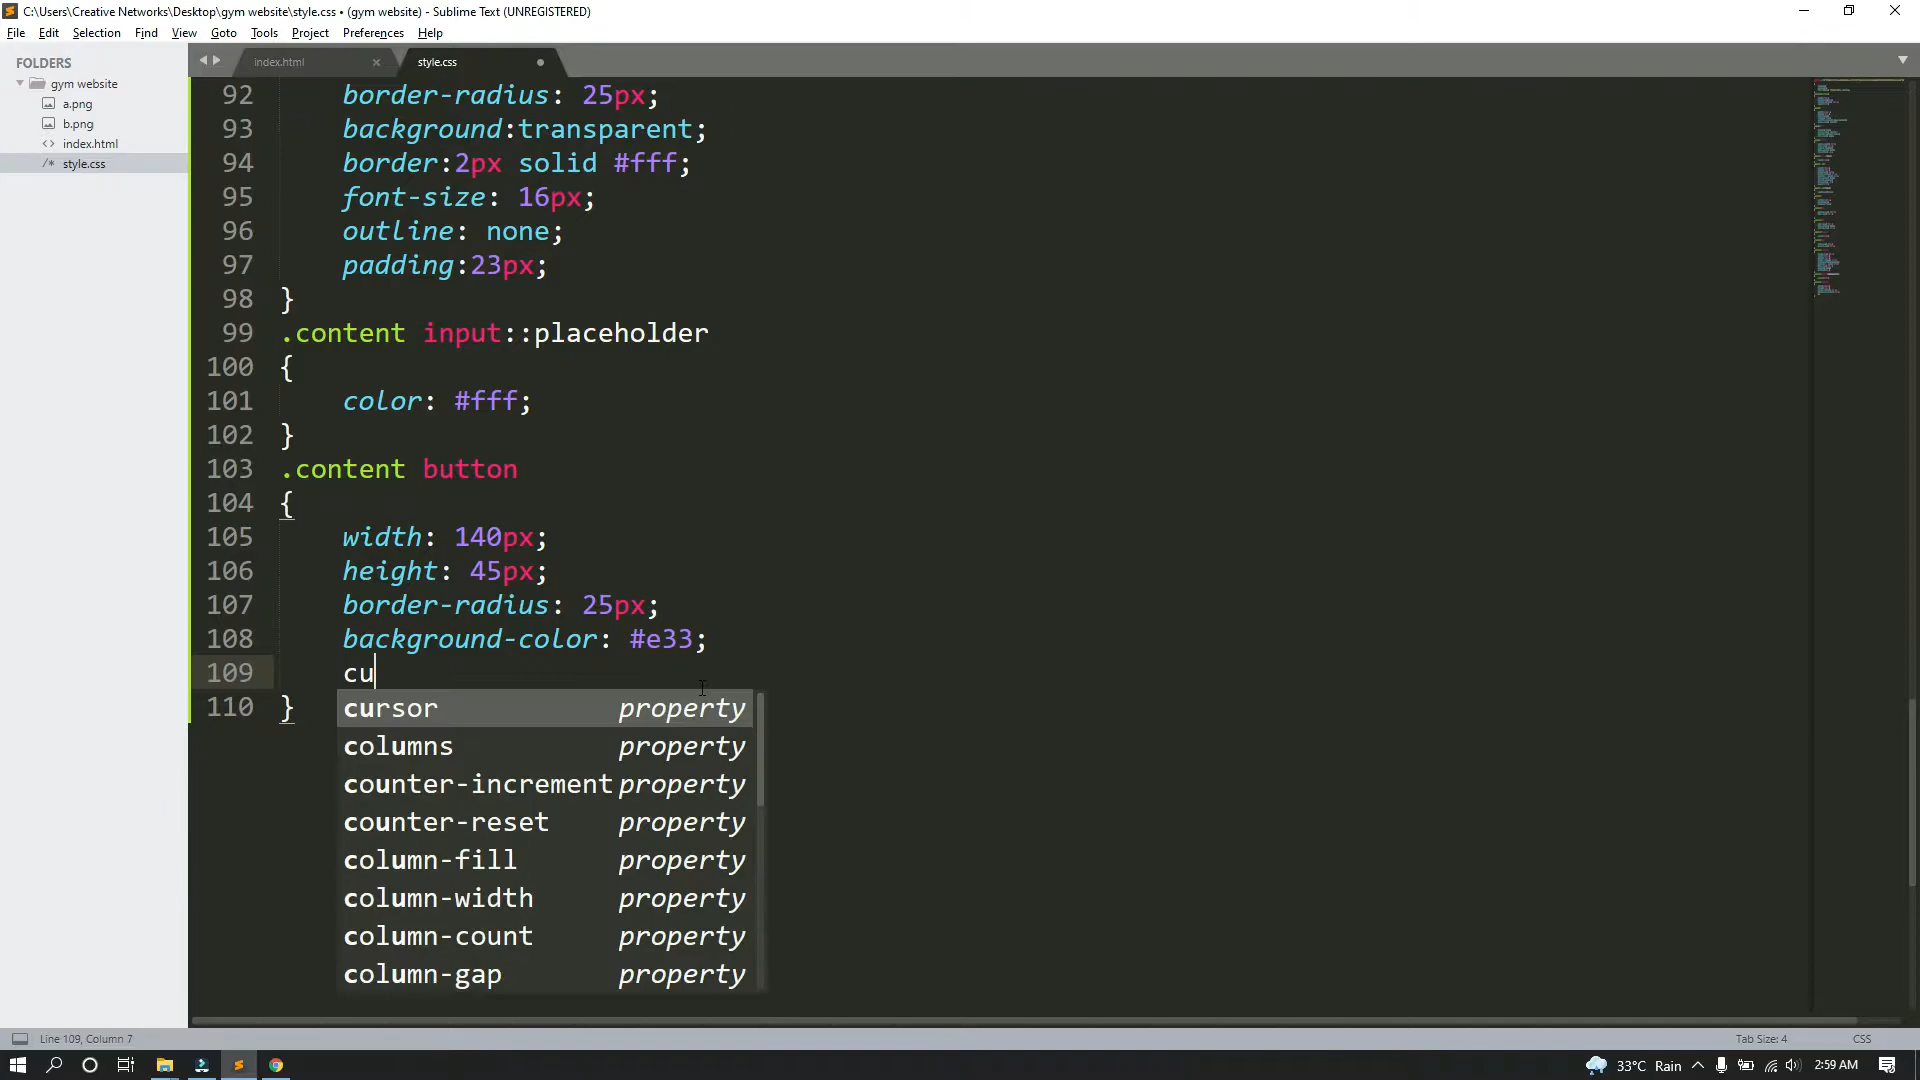 C:\Users\Creative Networks\Desktop\gym website\style.css • (gym website) - Sublime Text (UNREGISTERED)
File Edit Selection Find View Goto Tools Project Preferences Help
FOLDERS
gym website
a.png
b.png
index.html
style.css
index.html
style.css
92 border-radius: 25px;
93 background:transparent;
94 border:2px solid #fff;
95 font-size: 16px;
96 outline: none;
97 padding:23px;
98 }
99 .content input::placeholder
100 {
101 color: #fff;
102 }
103 .content button
104 {
105 width: 140px;
106 height: 45px;
107 border-radius: 25px;
108 background-color: #e33;
109 cu
110 }
cursor property
columns property
counter-increment property
counter-reset property
column-fill property
column-width property
column-count property
column-gap property
Line 109, Column 7 Tab Size: 4 CSS
33°C Rain 2:59 AM